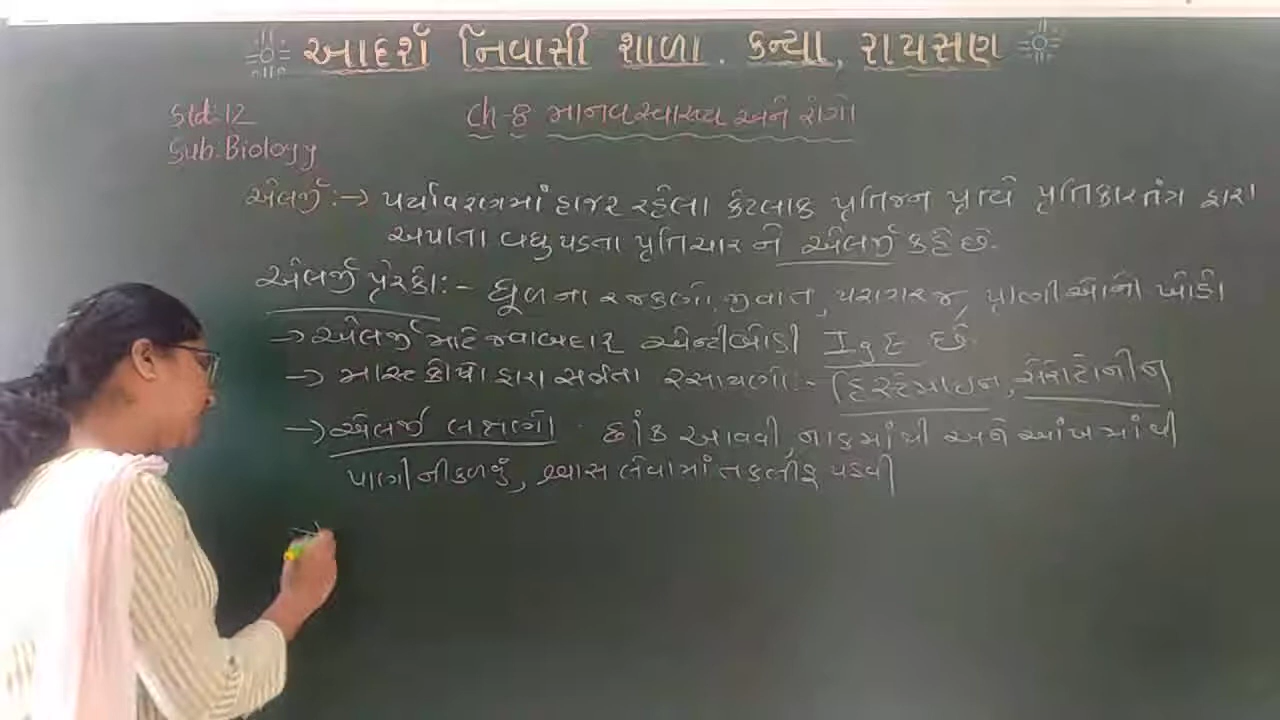 આદર્શ નિવાસી શાળા. કન્યા, રાયસણ
Std:12
Ch-8 માનવસ્વાસ્થ્ય અને રોગો
Sub:Biology
એલર્જી :→ પર્યાવરણમાં હાજર રહેલા કેટલાક પ્રતિજન પ્રત્યે પ્રતિકારતંત્ર દ્વારા
અપાતા વધુ પડતા પ્રતિચાર ને એલર્જી કહે છે.
એલર્જી પ્રેરકો:- ધૂળના રજકણો, જીવાત, પરાગરજ, પ્રાણીઓનો ખોડો
→ એલર્જી માટે જવાબદાર એન્ટીબોડી IgE છે.
→ માસ્ટ કોષો દ્વારા સર્જતા રસાયણો:- હિસ્ટેમાઇન, સેરોટોનીન
→ એલર્જી લક્ષણો છીંક આવવી, નાકમાંથી અને આંખમાંથી
પાણી નીકળવું, શ્વાસ લેવામાં તકલીફ પડવી